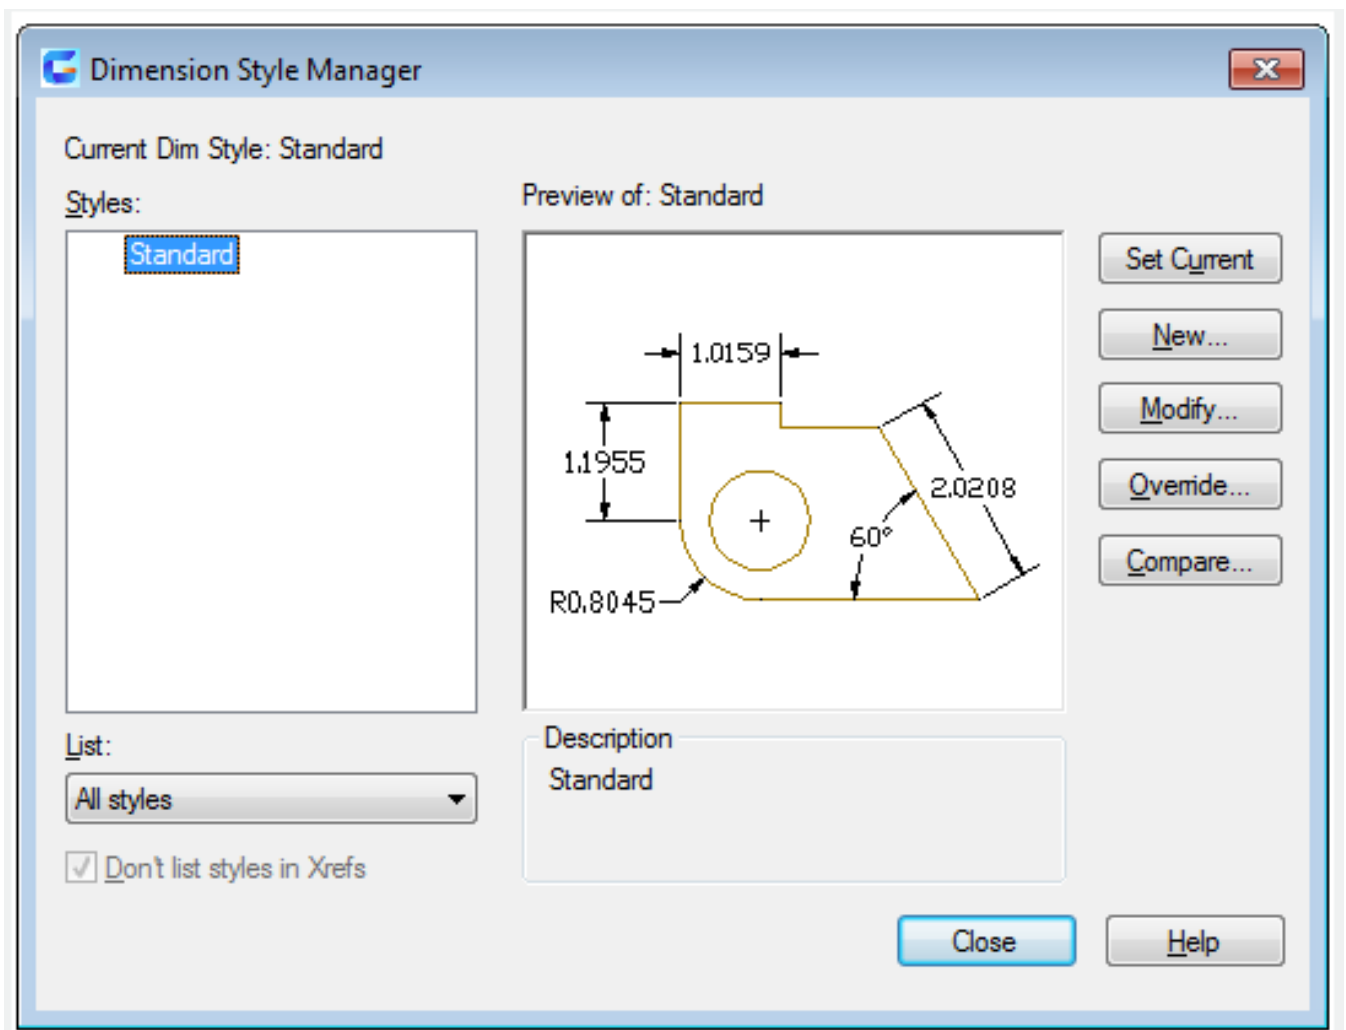 Dimension Style Manager
Current Dim Style: Standard
Styles:
Preview of: Standard
Standard
Set Current
New...
Modify...
Override...
Compare...
1.0159
1.1955
2.0208
60°
R0.8045
List:
All styles
Don't list styles in Xrefs
Description
Standard
Close
Help